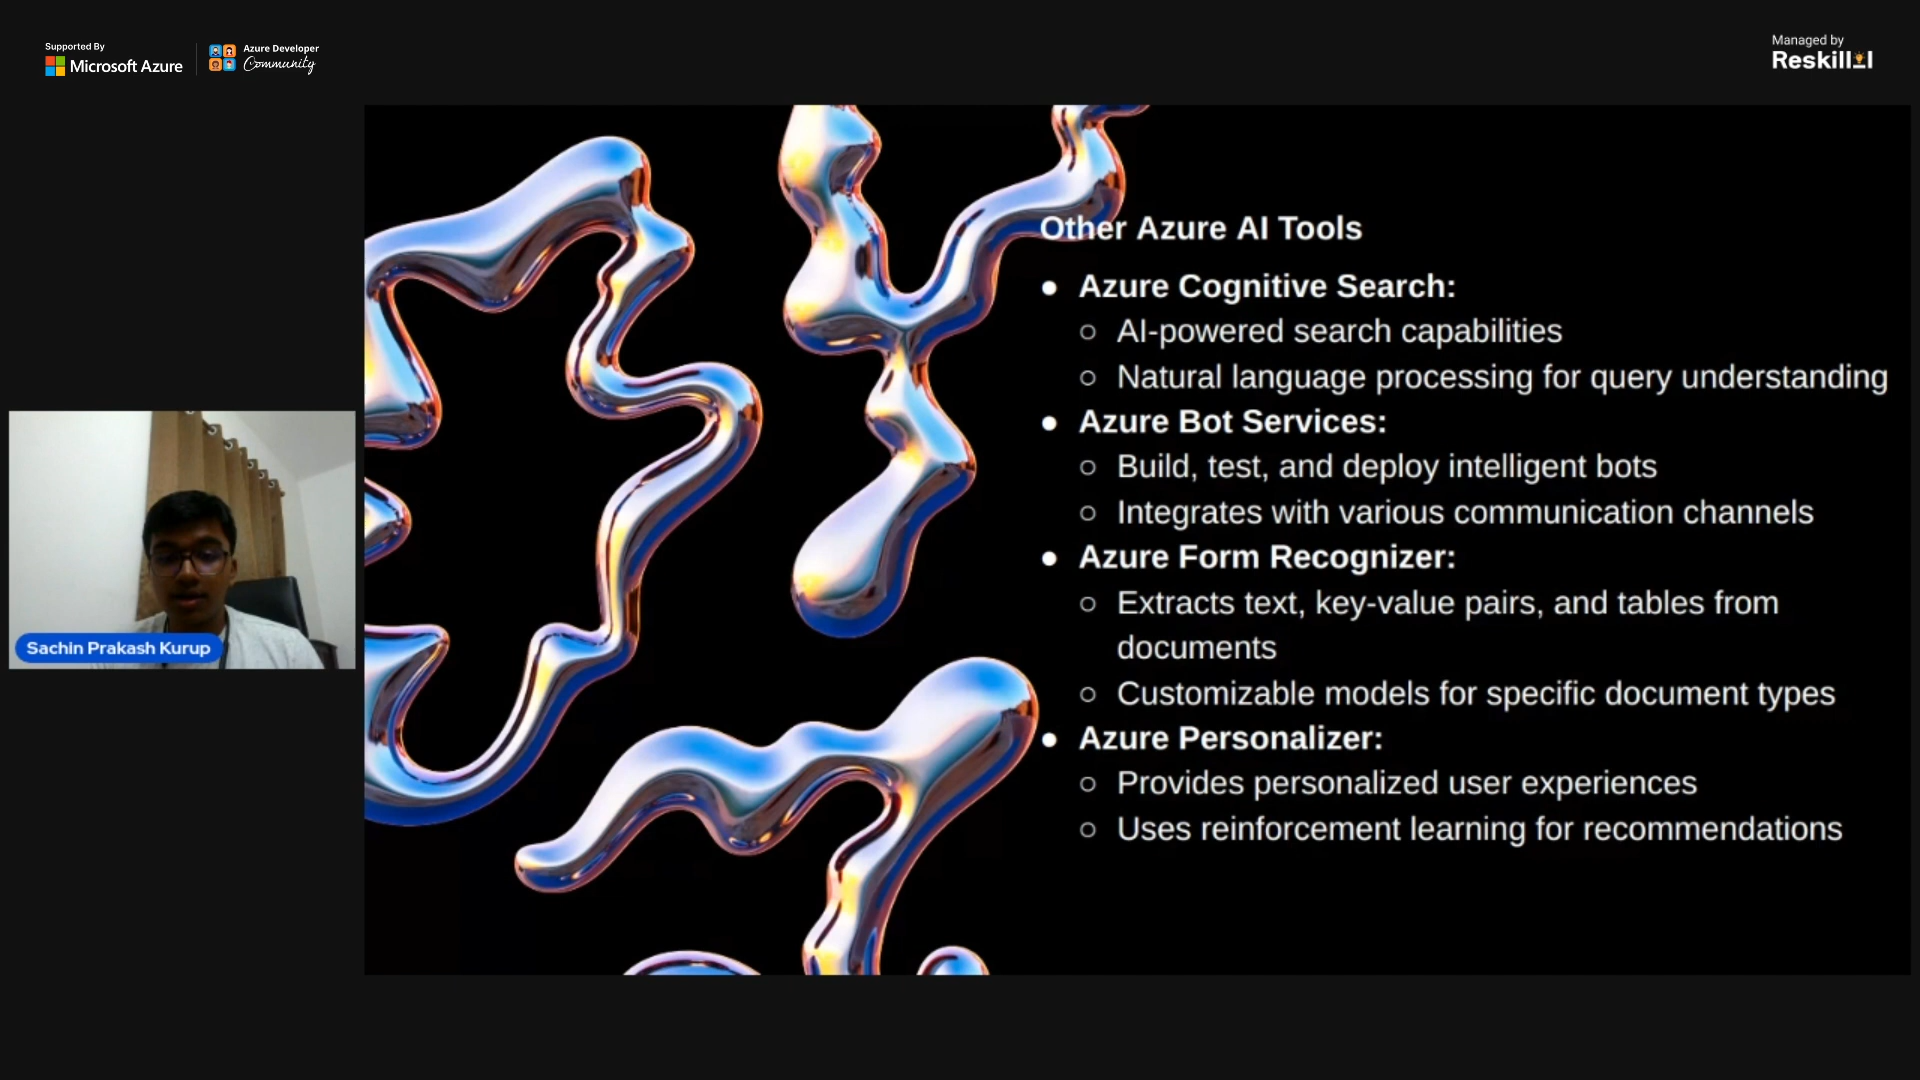 Supported By
Microsoft Azure
Azure Developer
Community
Managed by
Reskilll
Other Azure AI Tools
● Azure Cognitive Search:
○ AI-powered search capabilities
○ Natural language processing for query understanding
● Azure Bot Services:
○ Build, test, and deploy intelligent bots
○ Integrates with various communication channels
● Azure Form Recognizer:
○ Extracts text, key-value pairs, and tables from
documents
○ Customizable models for specific document types
● Azure Personalizer:
○ Provides personalized user experiences
○ Uses reinforcement learning for recommendations
Sachin Prakash Kurup